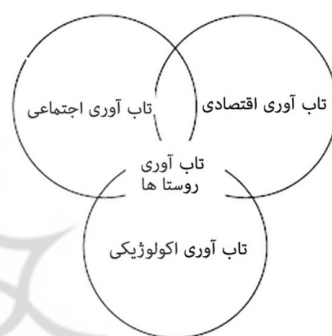 تاب آوری اقتصادی
تاب آوری اجتماعی
تاب آوری
روستا ها
تاب آوری اکولوژیکی